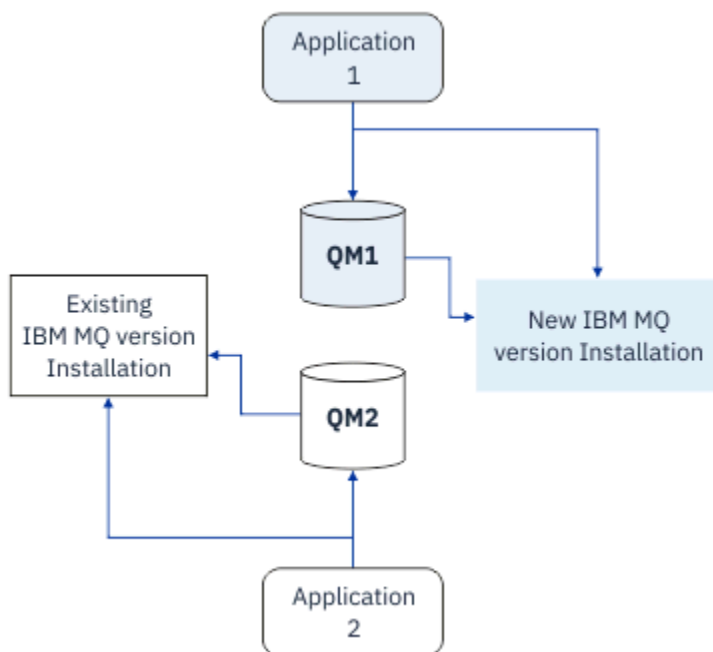 Application
1
QM1
Existing
IBM MQ version
Installation
New IBM MQ
version Installation
QM2
Application
2